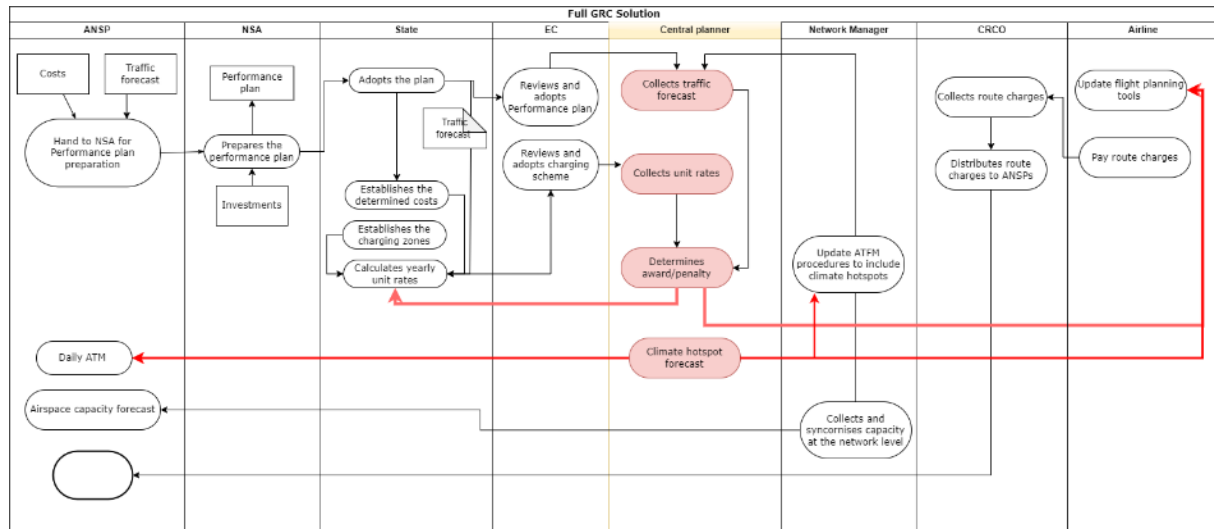 Full GRC Solution
ANSP
NSA
State
EC
Central planner
Network Manager
CRCO
Airline
Costs
Traffic
forecast
Hand to NSA for
Performance plan
preparation
Performance
plan
Prepares the
performance plan
Investments
Adopts the plan
Traffic
forecast
Establishes the
determined costs
Establishes the
charging zones
Calculates yearly
unit rates
Reviews and
adopts
Performance plan
Reviews and
adopts charging
scheme
Collects traffic
forecast
Collects unit rates
Determines
award/penalty
Climate hotspot
forecast
Update ATFM
procedures to include
climate hotspots
Collects and
syncornises capacity
at the network level
Collects route charges
Distributes route
charges to ANSPs
Update flight planning
tools
Pay route charges
Daily ATM
Airspace capacity forecast